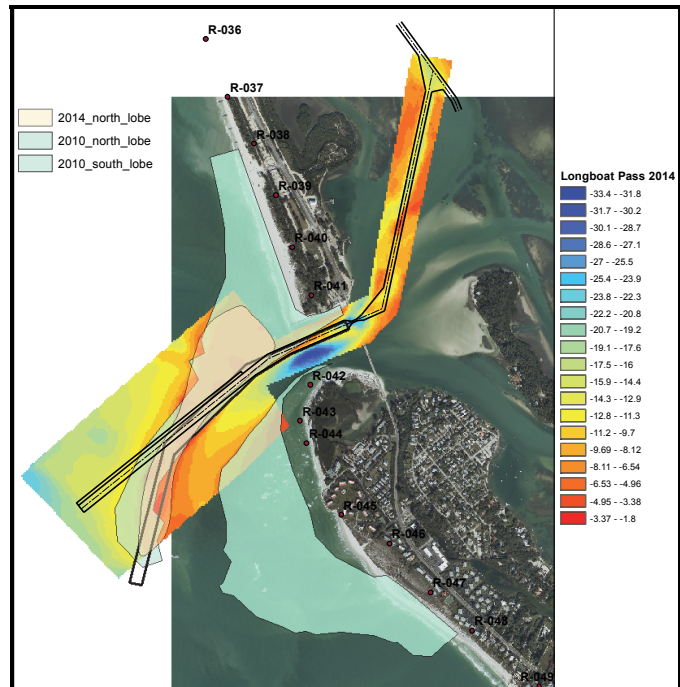 R-036
R-037
2014_north_lobe
2010_north_lobe
2010_south_lobe
R-038
R-039
R-040
R-041
R-042
R-043
R-044
R-045
R-046
R-047
R-048
R-049
Longboat Pass 2014
-33.4 - -31.8
-31.7 - -30.2
-30.1 - -28.7
-28.6 - -27.1
-27 - -25.5
-25.4 - -23.9
-23.8 - -22.3
-22.2 - -20.8
-20.7 - -19.2
-19.1 - -17.6
-17.5 - -16
-15.9 - -14.4
-14.3 - -12.9
-12.8 - -11.3
-11.2 - -9.7
-9.69 - -8.12
-8.11 - -6.54
-6.53 - -4.96
-4.95 - -3.38
-3.37 - -1.8